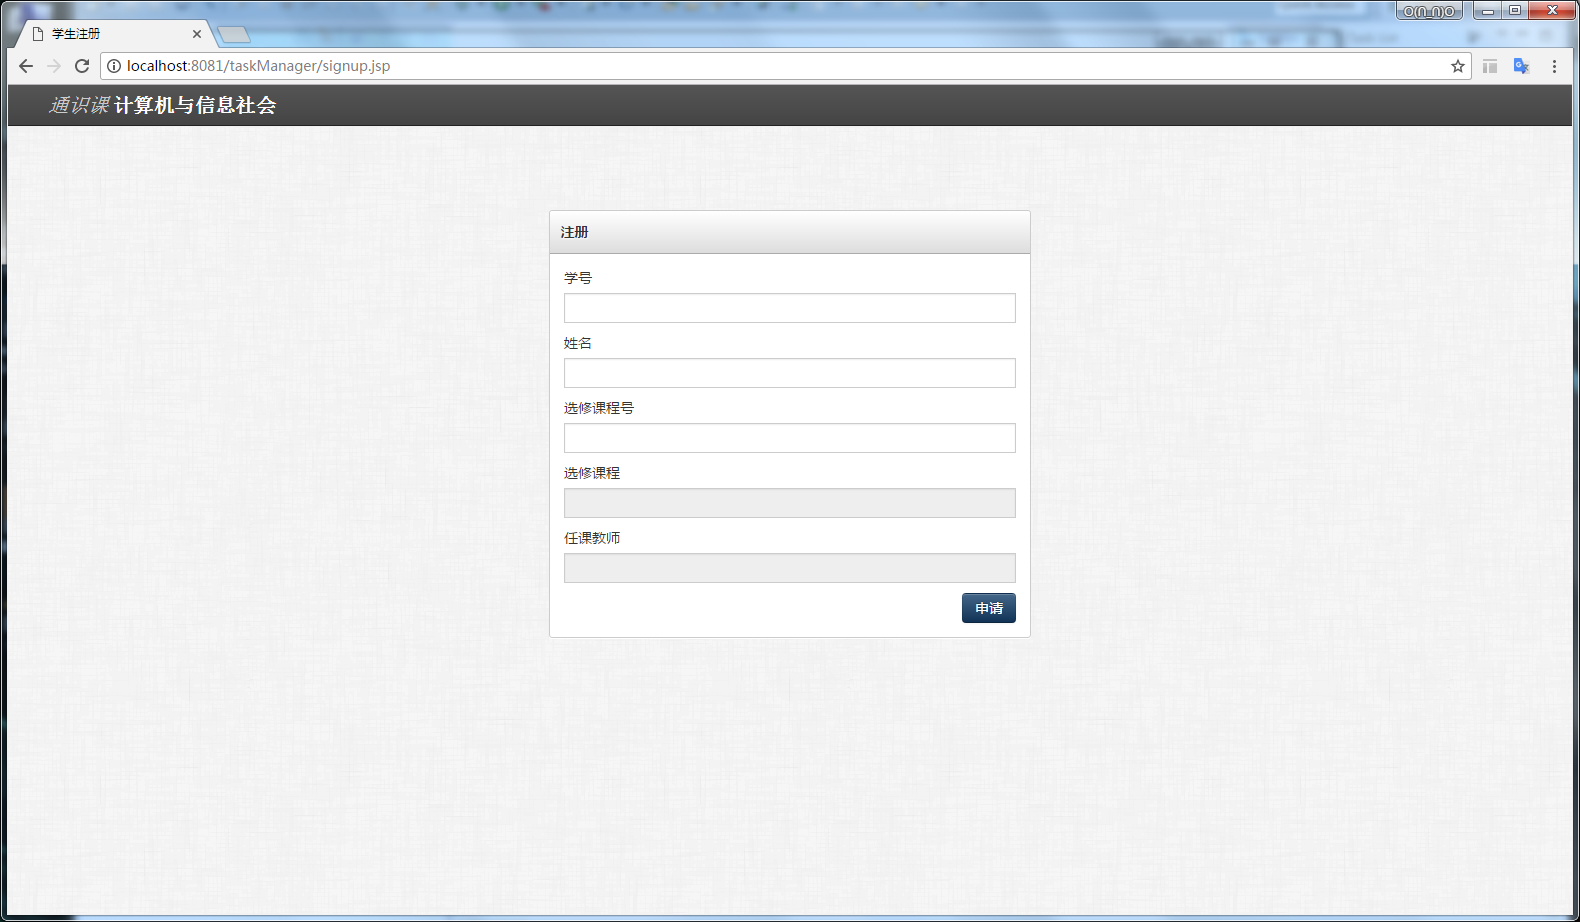 O(∩_∩)O
学生注册
localhost:8081/taskManager/signup.jsp
通识课 计算机与信息社会
注册
学号
姓名
选修课程号
选修课程
任课教师
申请